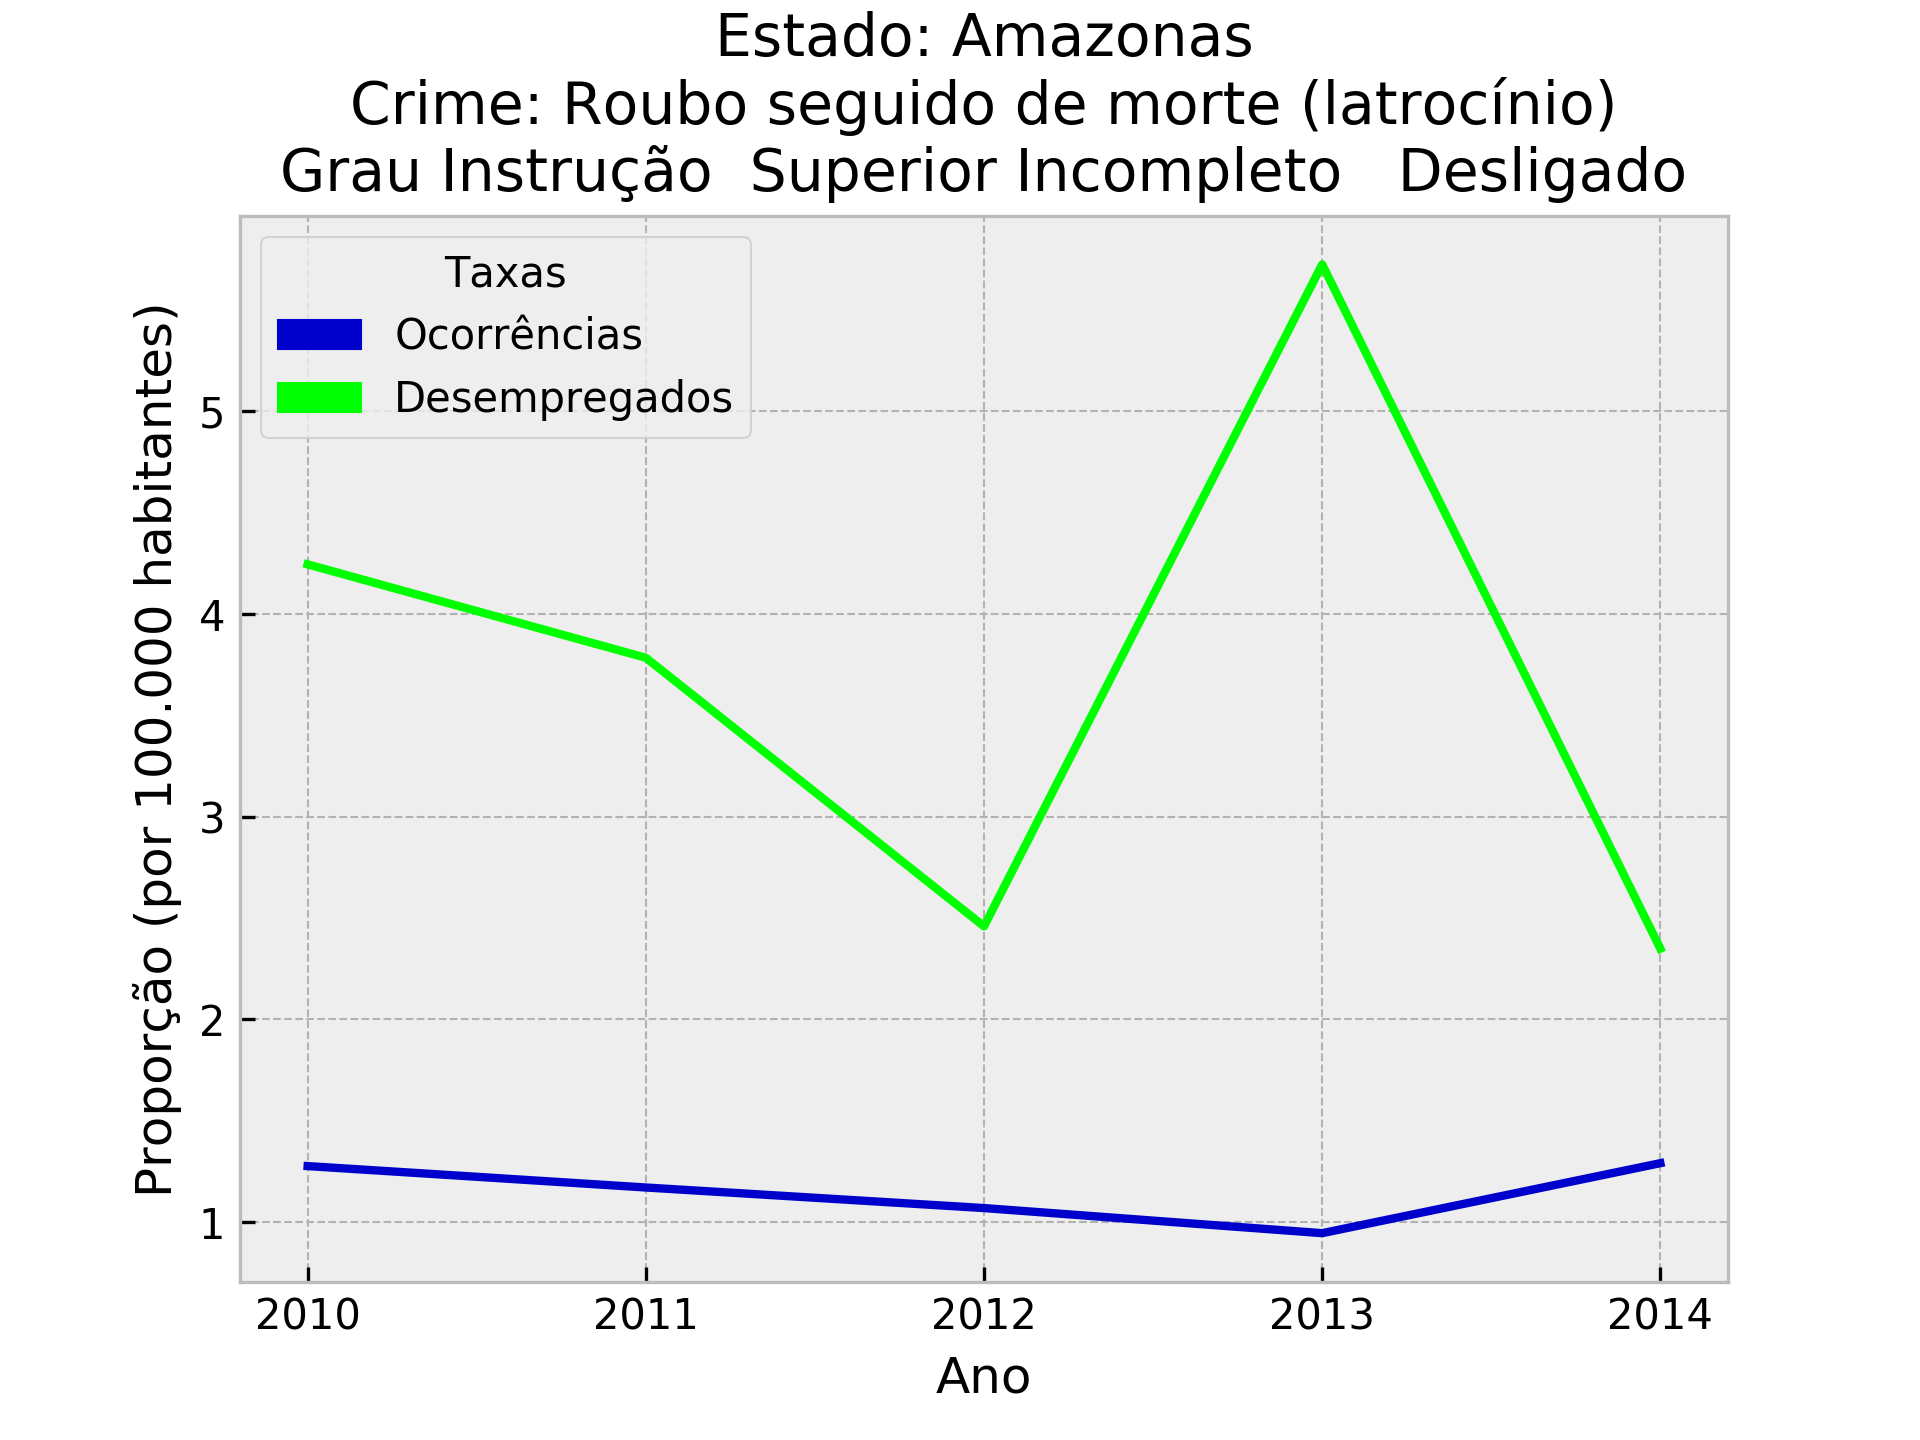 Estado: Amazonas
Crime: Roubo seguido de morte (latrocínio)
Grau Instrução  Superior Incompleto   Desligado
Taxas
Ocorrências
Desempregados
Proporção (por 100.000 habitantes)
5
4
3
2
1
2010 2011 2012 2013 2014
Ano